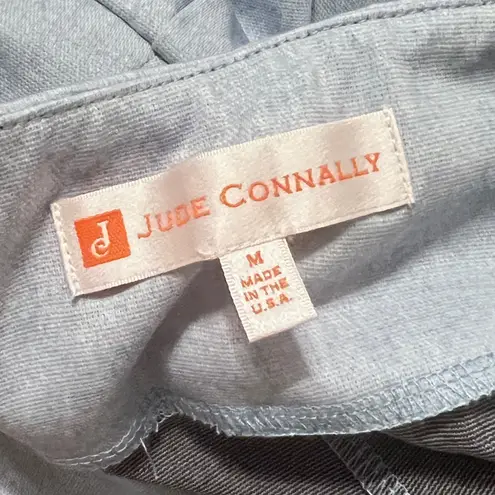 J JUDE CONNALLY
M
MADE
IN THE
U.S.A.